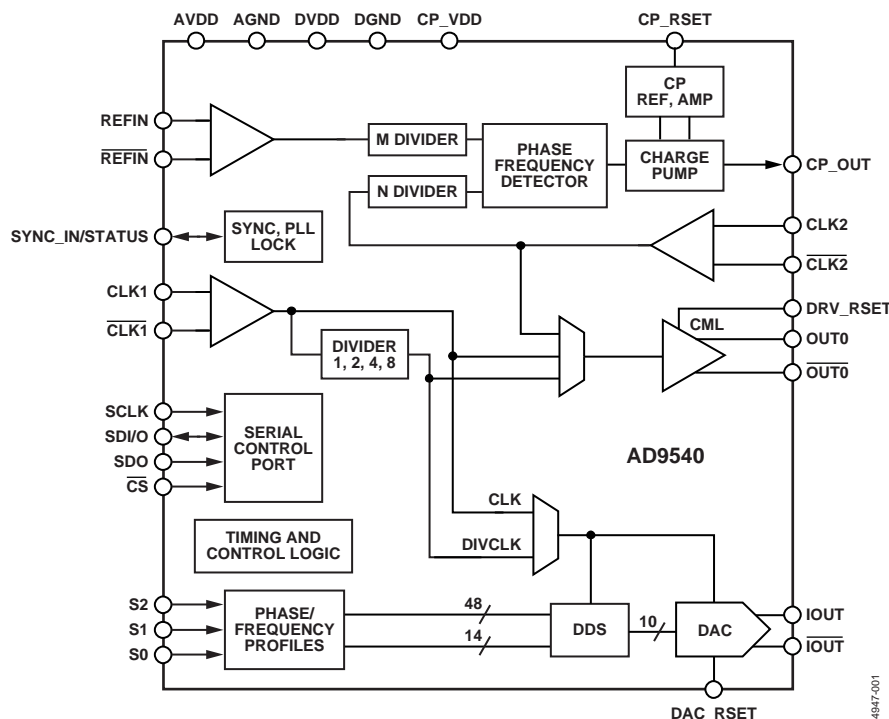 AVDD AGND DVDD DGND CP_VDD CP_RSET
CP
REF, AMP
REFIN
REFIN
M DIVIDER
N DIVIDER
PHASE
FREQUENCY
DETECTOR
CHARGE
PUMP
CP_OUT
SYNC_IN/STATUS
SYNC, PLL
LOCK
CLK2
CLK2
CLK1
CLK1
DIVIDER
1, 2, 4, 8
CML
DRV_RSET
OUT0
OUT0
SCLK
SDI/O
SDO
CS
SERIAL
CONTROL
PORT
AD9540
CLK
DIVCLK
TIMING AND
CONTROL LOGIC
S2
S1
S0
PHASE/
FREQUENCY
PROFILES
48
14
DDS
10
DAC
IOUT
IOUT
DAC_RSET
4947-001